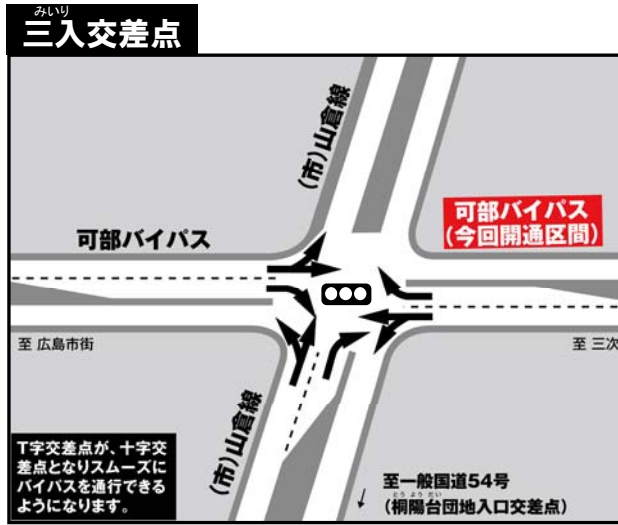 みいり
三入交差点
(市)山倉線
可部バイパス
可部バイパス
(今回開通区間)
至 広島市街
至 三次
(市)山倉線
T字交差点が、十字交
差点となりスムーズに
バイパスを通行できる
ようになります。
至一般国道54号
とうようだい
(桐陽台団地入口交差点)